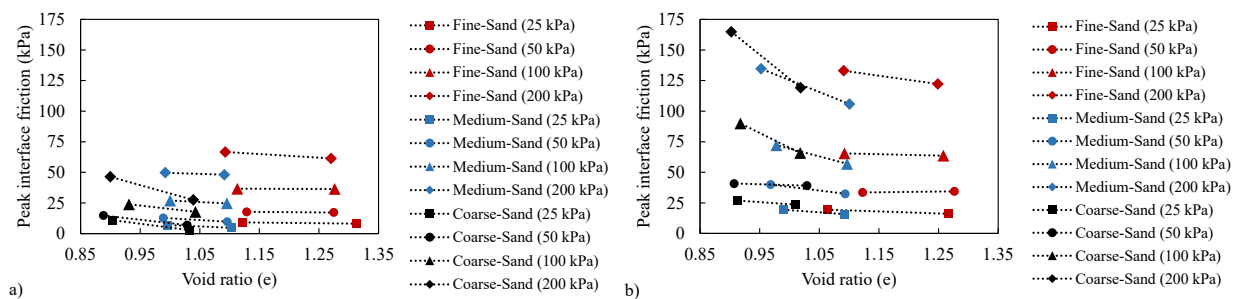 175
150
125
100
75
50
25
0
Peak interface friction (kPa)
0.85 0.95 1.05 1.15 1.25 1.35
Void ratio (e)
a)
Fine-Sand (25 kPa)
Fine-Sand (50 kPa)
Fine-Sand (100 kPa)
Fine-Sand (200 kPa)
Medium-Sand (25 kPa)
Medium-Sand (50 kPa)
Medium-Sand (100 kPa)
Medium-Sand (200 kPa)
Coarse-Sand (25 kPa)
Coarse-Sand (50 kPa)
Coarse-Sand (100 kPa)
Coarse-Sand (200 kPa)
175
150
125
100
75
50
25
0
Peak interface friction (kPa)
0.85 0.95 1.05 1.15 1.25 1.35
Void ratio (e)
b)
Fine-Sand (25 kPa)
Fine-Sand (50 kPa)
Fine-Sand (100 kPa)
Fine-Sand (200 kPa)
Medium-Sand (25 kPa)
Medium-Sand (50 kPa)
Medium-Sand (100 kPa)
Medium-Sand (200 kPa)
Coarse-Sand (25 kPa)
Coarse-Sand (50 kPa)
Coarse-Sand (100 kPa)
Coarse-Sand (200 kPa)